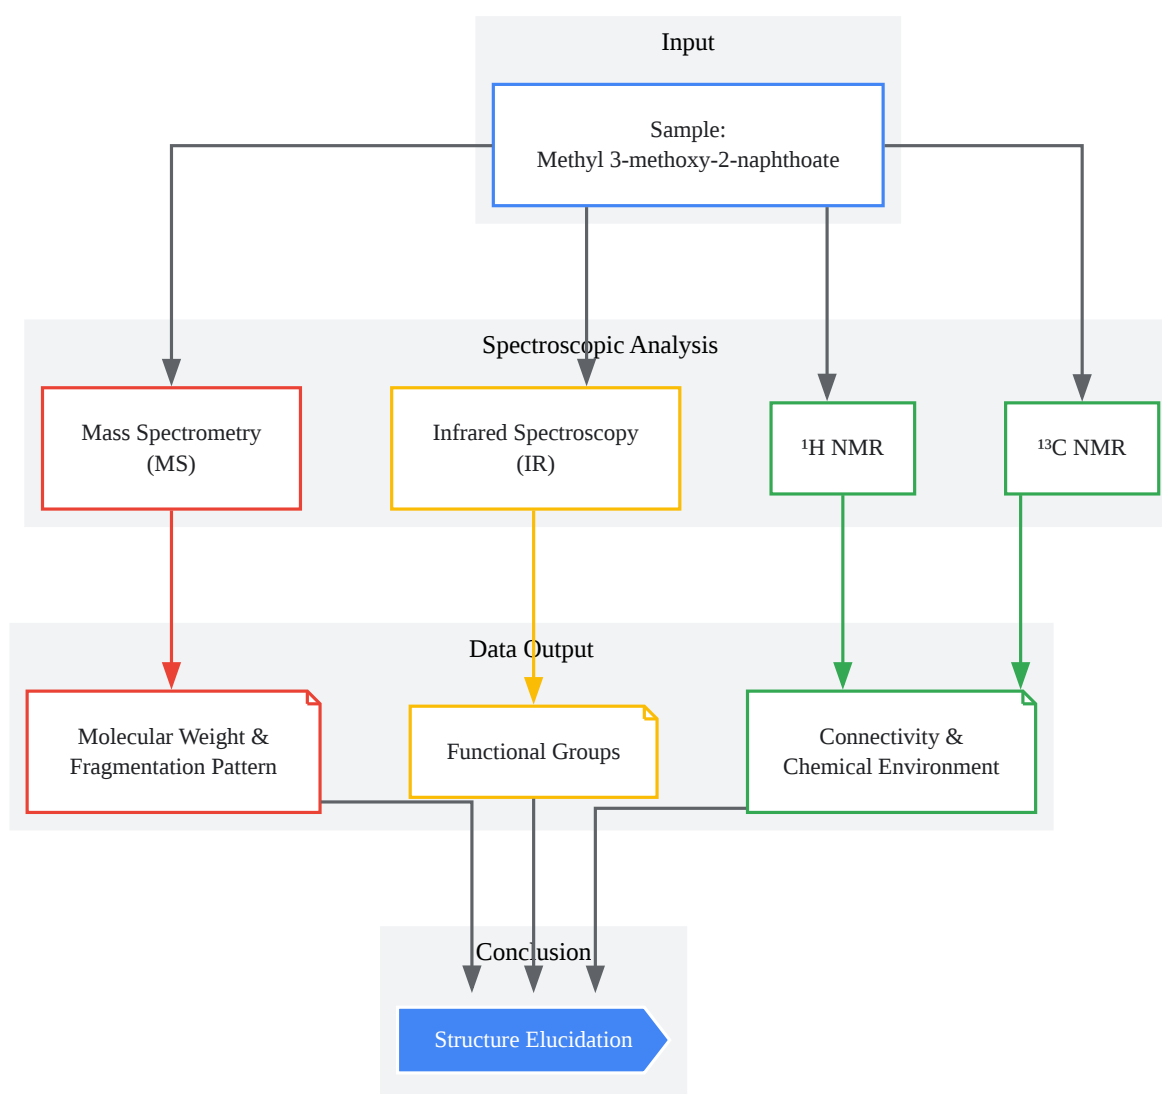 Input
Sample:
Methyl 3-methoxy-2-naphthoate
Spectroscopic Analysis
Mass Spectrometry
(MS)
Infrared Spectroscopy
(IR)
¹H NMR
¹³C NMR
Data Output
Molecular Weight &
Fragmentation Pattern
Functional Groups
Connectivity &
Chemical Environment
Conclusion
Structure Elucidation